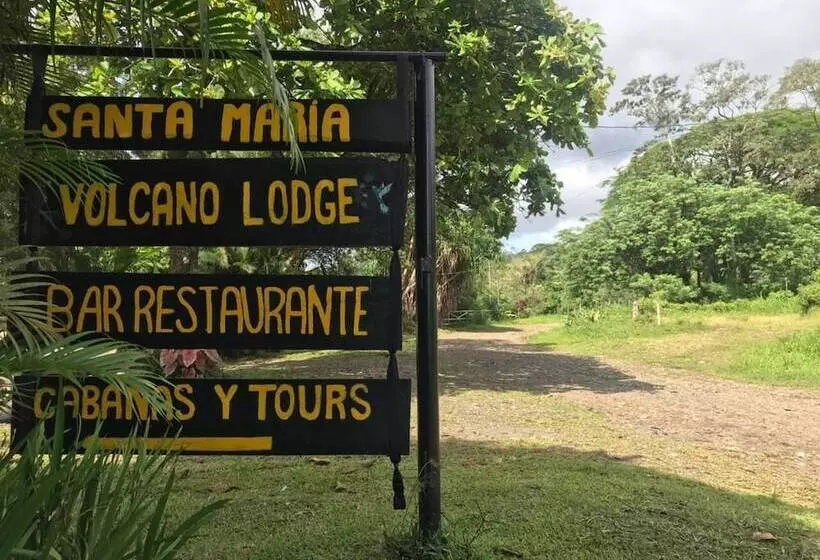 SANTA MARÍA
VOLCANO LODGE
BAR RESTAURANTE
CABANAS Y TOURS